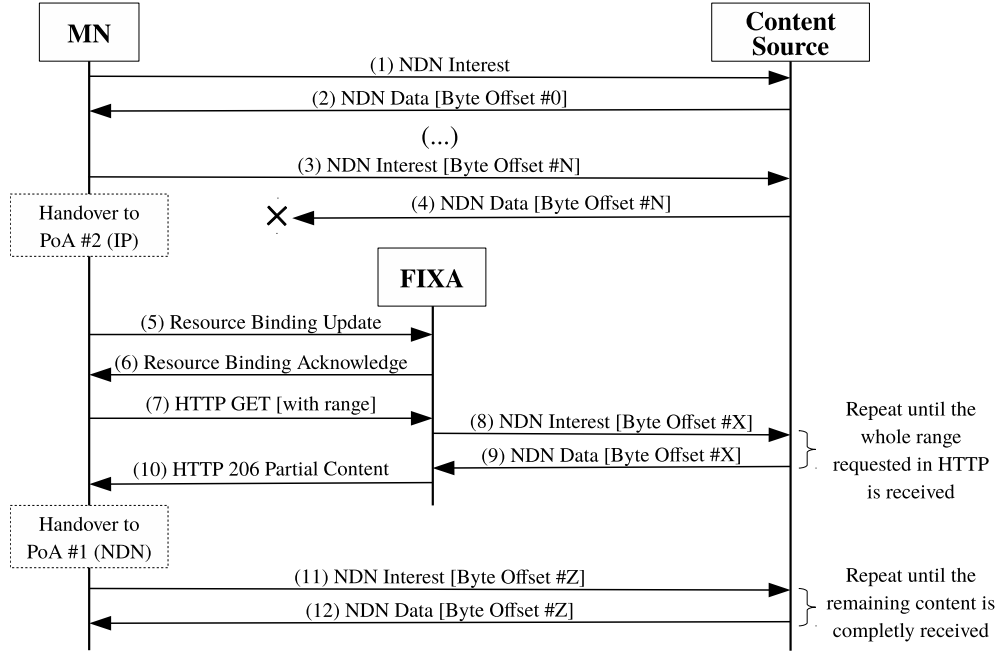 MN
Content
Source
(1) NDN Interest
(2) NDN Data [Byte Offset #0]
(...)
(3) NDN Interest [Byte Offset #N]
Handover to
PoA #2 (IP)
(4) NDN Data [Byte Offset #N]
FIXA
(5) Resource Binding Update
(6) Resource Binding Acknowledge
(7) HTTP GET [with range]
(8) NDN Interest [Byte Offset #X]
(9) NDN Data [Byte Offset #X]
Repeat until the
whole range
requested in HTTP
is received
(10) HTTP 206 Partial Content
Handover to
PoA #1 (NDN)
(11) NDN Interest [Byte Offset #Z]
(12) NDN Data [Byte Offset #Z]
Repeat until the
remaining content is
completly received